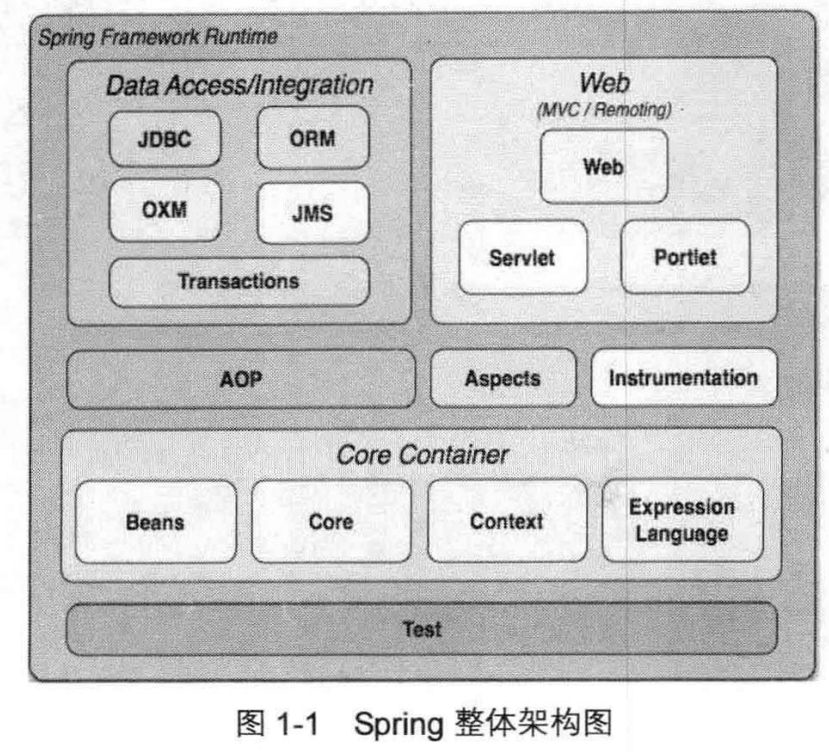 Spring Framework Runtime
Data Access/Integration
JDBC
ORM
OXM
JMS
Transactions
Web
(MVC / Remoting)
Web
Servlet
Portlet
AOP
Aspects
Instrumentation
Core Container
Beans
Core
Context
Expression
Language
Test
图 1-1 Spring 整体架构图